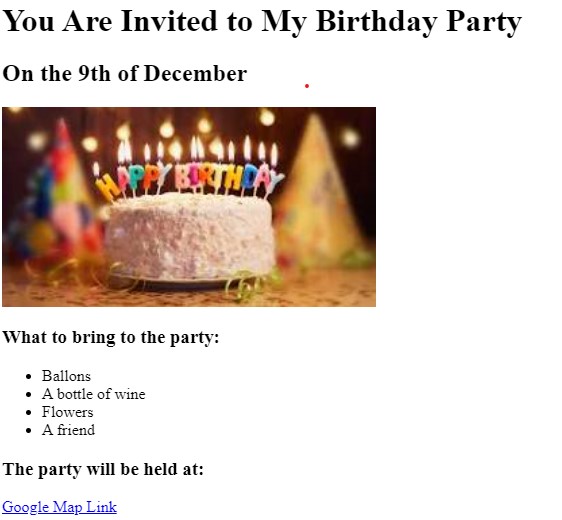 You Are Invited to My Birthday Party
On the 9th of December
HAPPY BIRTHDAY
What to bring to the party:
Ballons
A bottle of wine
Flowers
A friend
The party will be held at:
Google Map Link